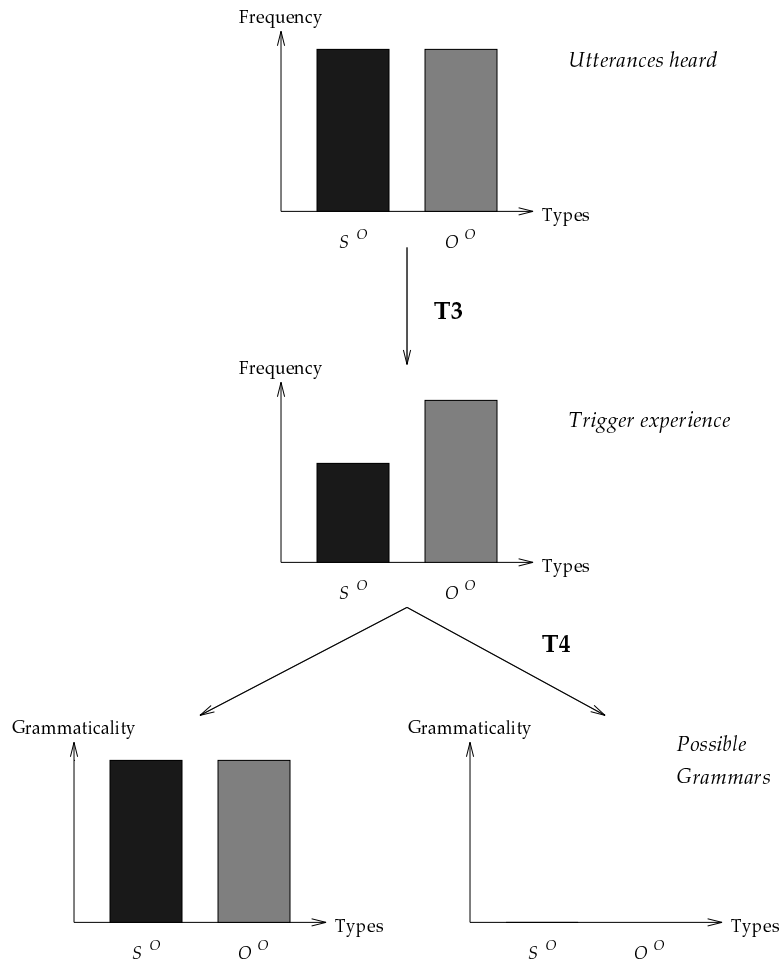 Frequency
Utterances heard
Types
S^O O^O
T3
Frequency
Trigger experience
Types
S^O O^O
T4
Grammaticality Grammaticality
Possible
Grammars
Types Types
S^O O^O S^O O^O